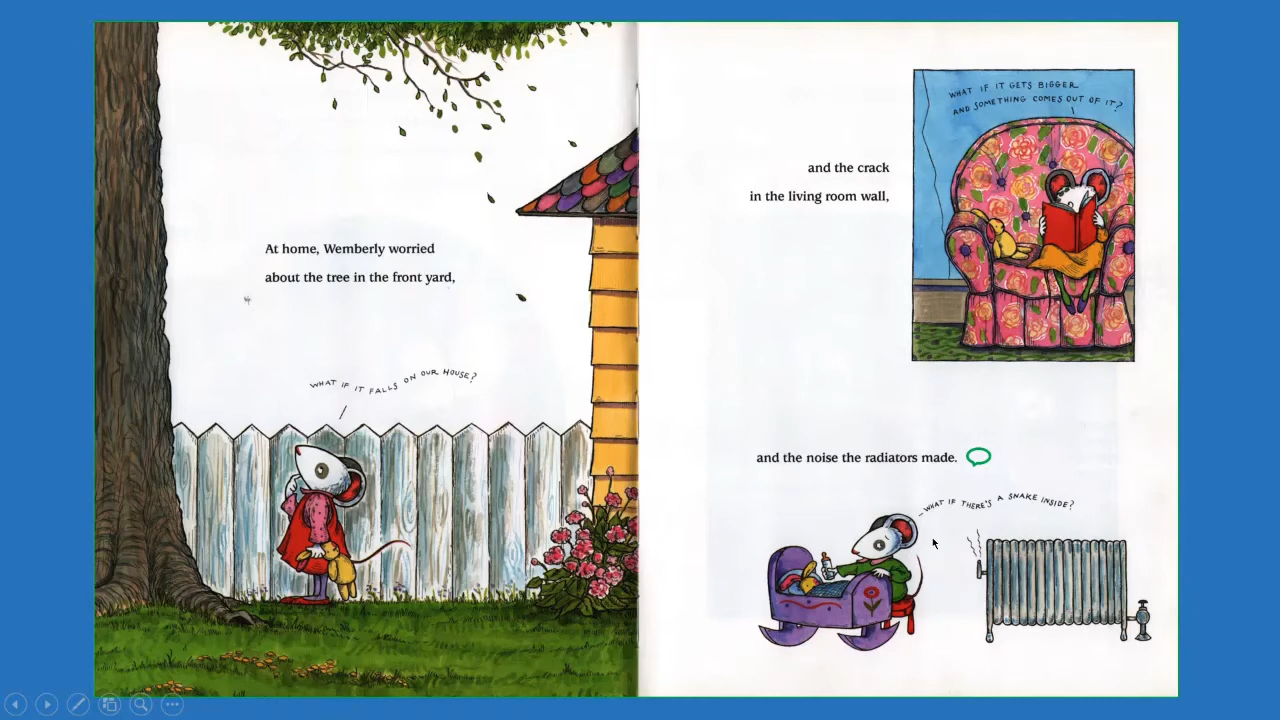 At home, Wemberly worried
about the tree in the front yard,
WHAT IF IT FALLS ON OUR HOUSE?
WHAT IF IT GETS BIGGER
AND SOMETHING COMES OUT OF IT?
and the crack
in the living room wall,
and the noise the radiators made.
WHAT IF THERE'S A SNAKE INSIDE?